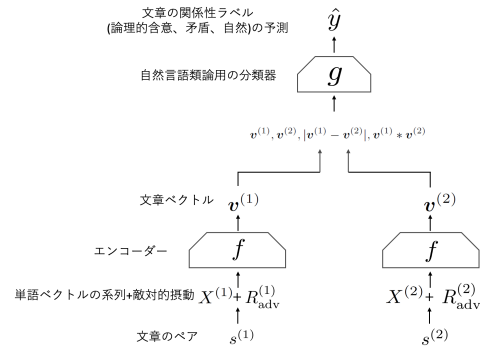 文章の関係性ラベル
(論理的含意、矛盾、自然)の予測
ŷ
自然言語類論用の分類器
g
v^(1), v^(2), |v^(1) − v^(2)|, v^(1) * v^(2)
文章ベクトル
v^(1)
v^(2)
エンコーダー
f
f
単語ベクトルの系列+敵対的摂動
X^(1) + R_adv^(1)
X^(2) + R_adv^(2)
文章のペア
s^(1)
s^(2)